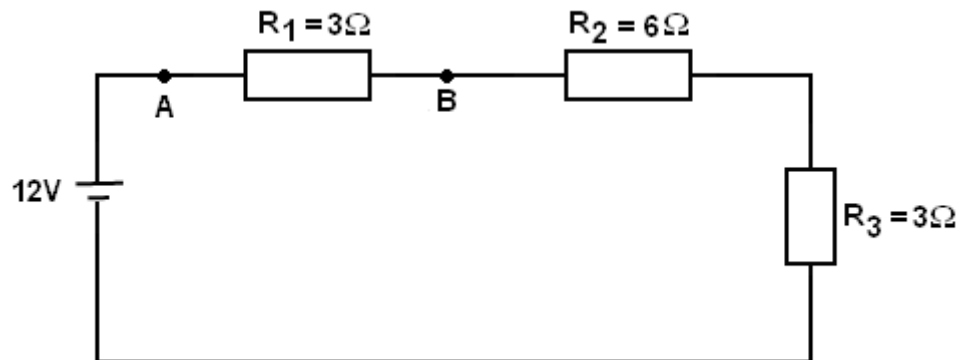 R1 = 3Ω
R2 = 6Ω
A
B
12V
R3 = 3Ω